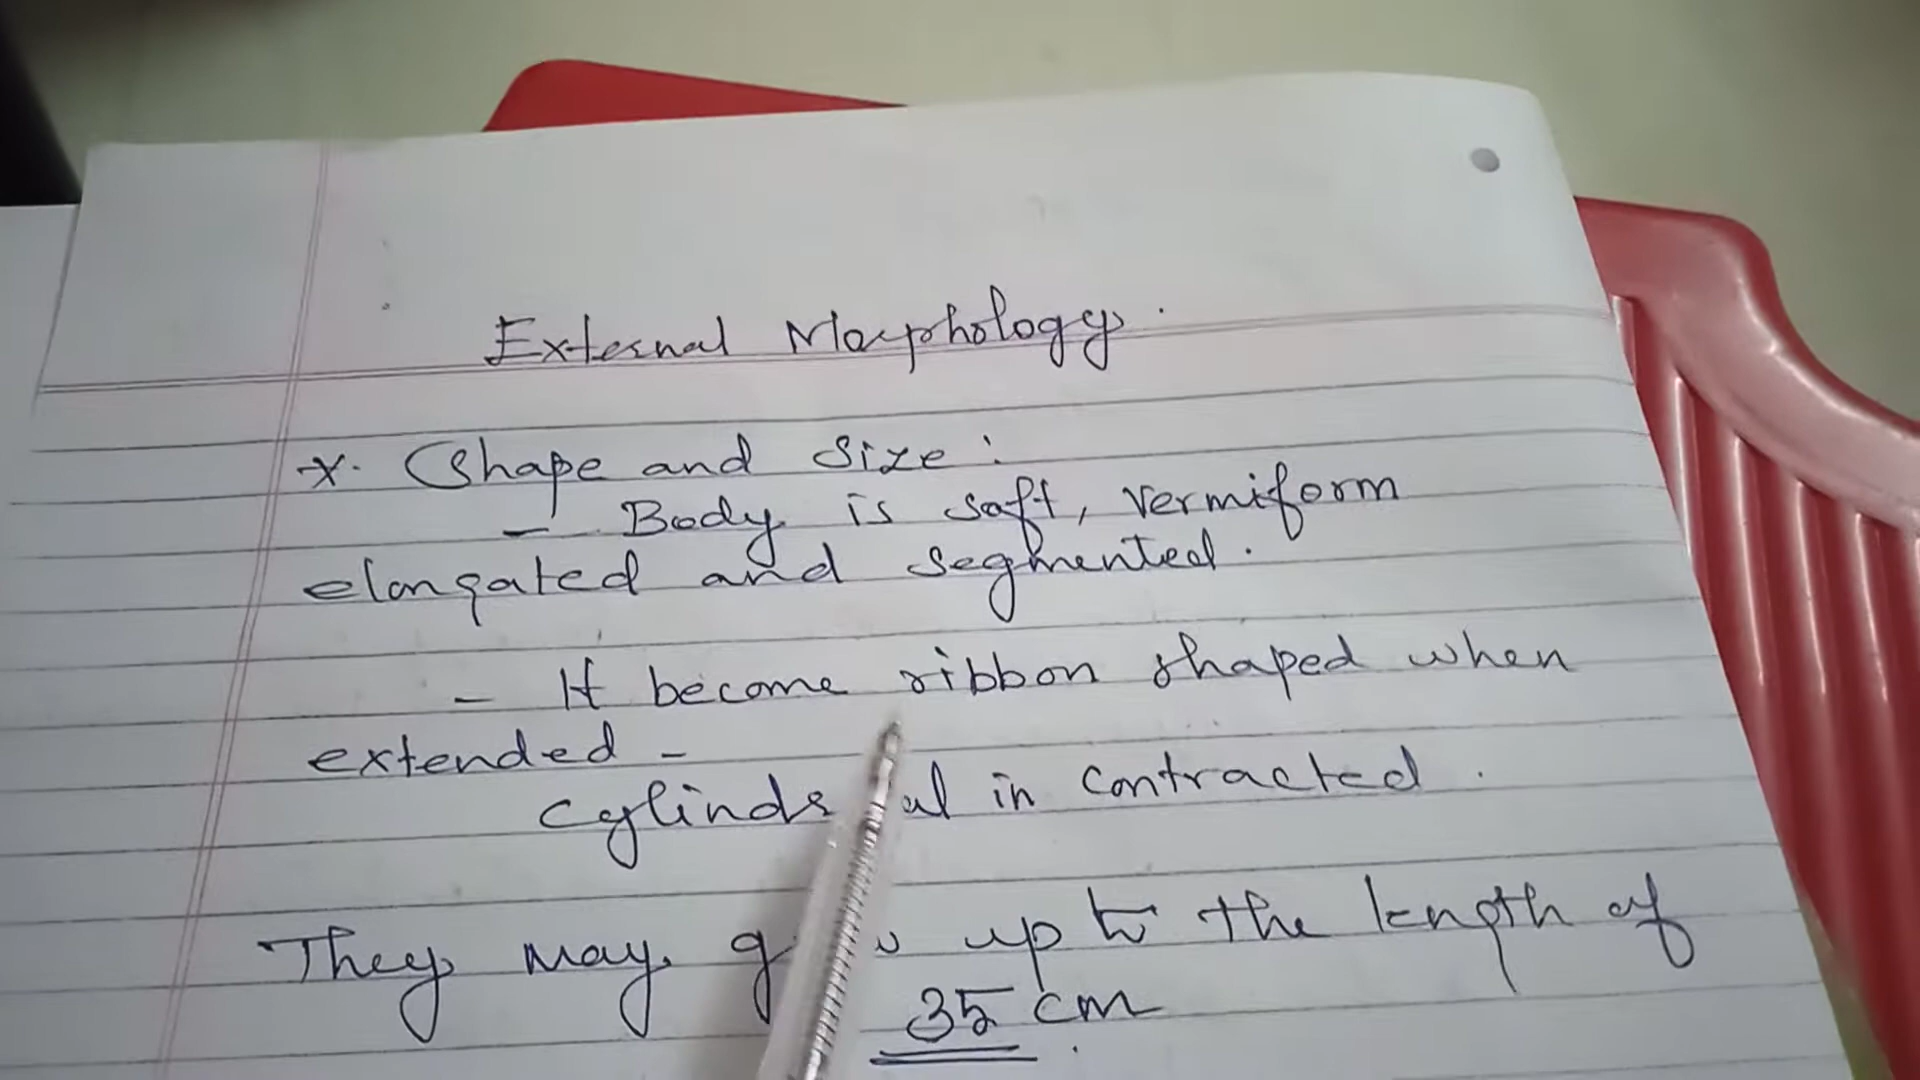 External Morphology.
*. Shape and Size:
- Body is soft, vermiform
elongated and segmented.
- It become ribbon shaped when
extended -
in contracted.
They may up to the length of
35 cm.